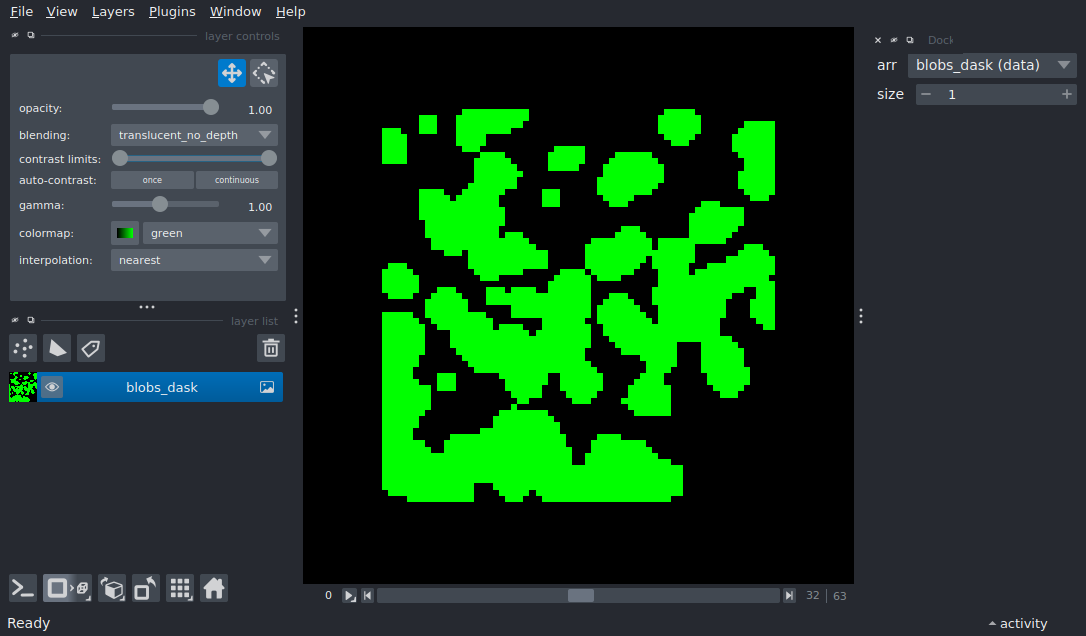 File View Layers Plugins Window Help
layer controls
opacity: 1.00
blending: translucent_no_depth
contrast limits:
auto-contrast: once continuous
gamma: 1.00
colormap: green
interpolation: nearest
layer list
blobs_dask
Dock
arr blobs_dask (data)
size 1
0 32 63
Ready
activity